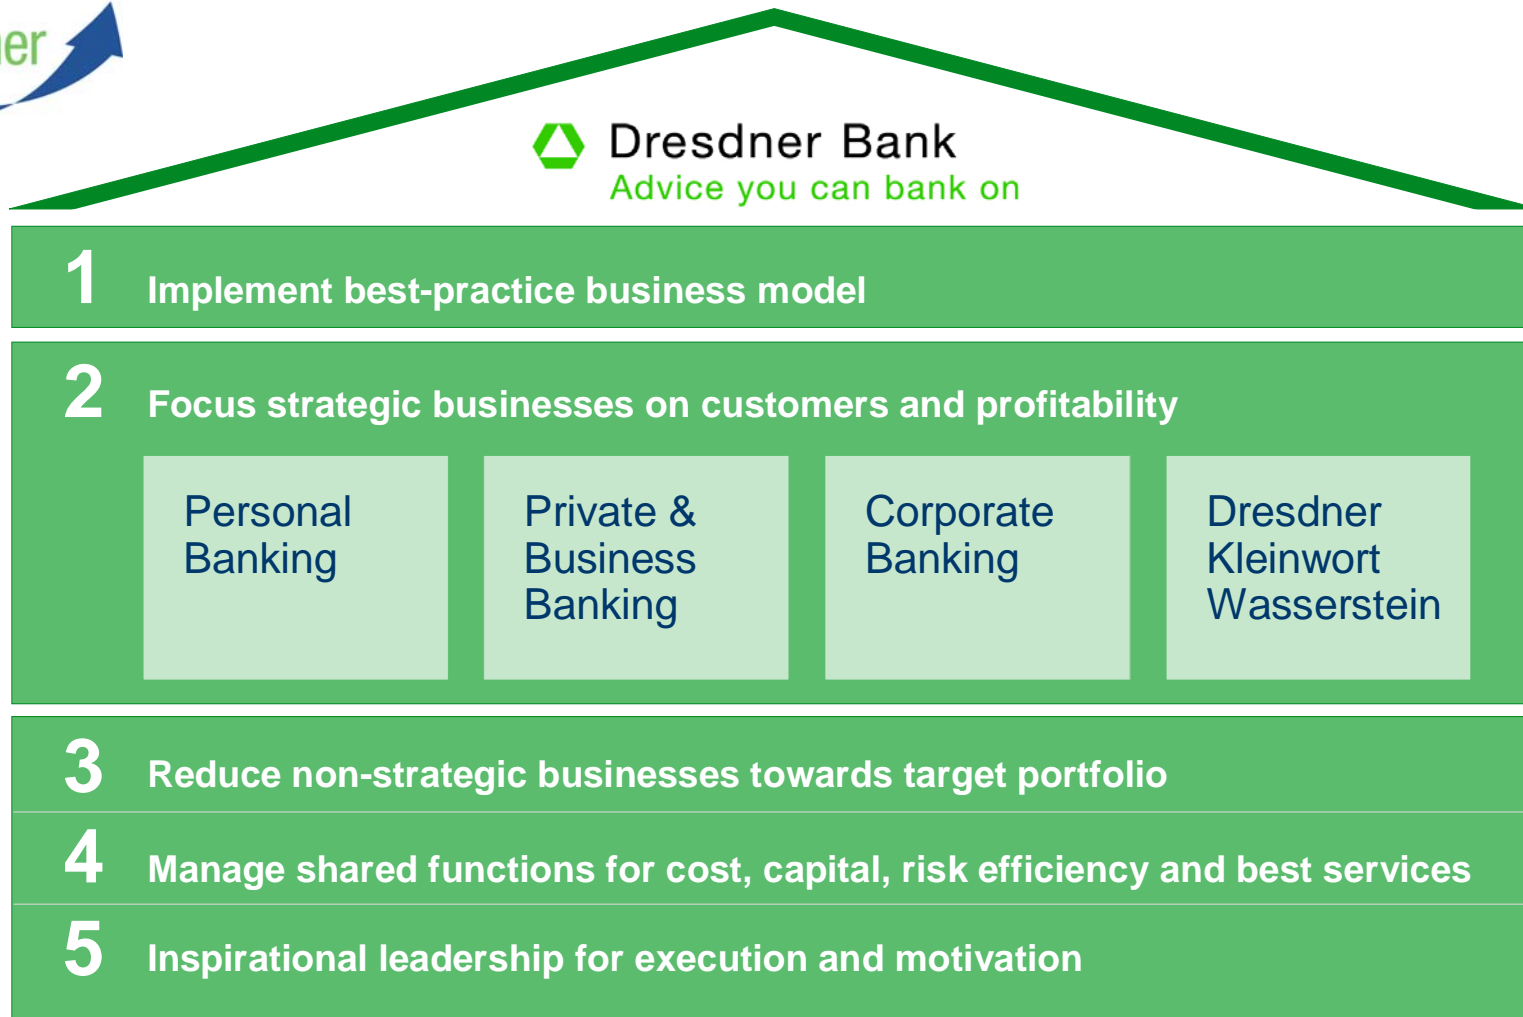 Dresdner Bank
Advice you can bank on
1 Implement best-practice business model
2 Focus strategic businesses on customers and profitability
Personal
Banking
Private &
Business
Banking
Corporate
Banking
Dresdner
Kleinwort
Wasserstein
3 Reduce non-strategic businesses towards target portfolio
4 Manage shared functions for cost, capital, risk efficiency and best services
5 Inspirational leadership for execution and motivation